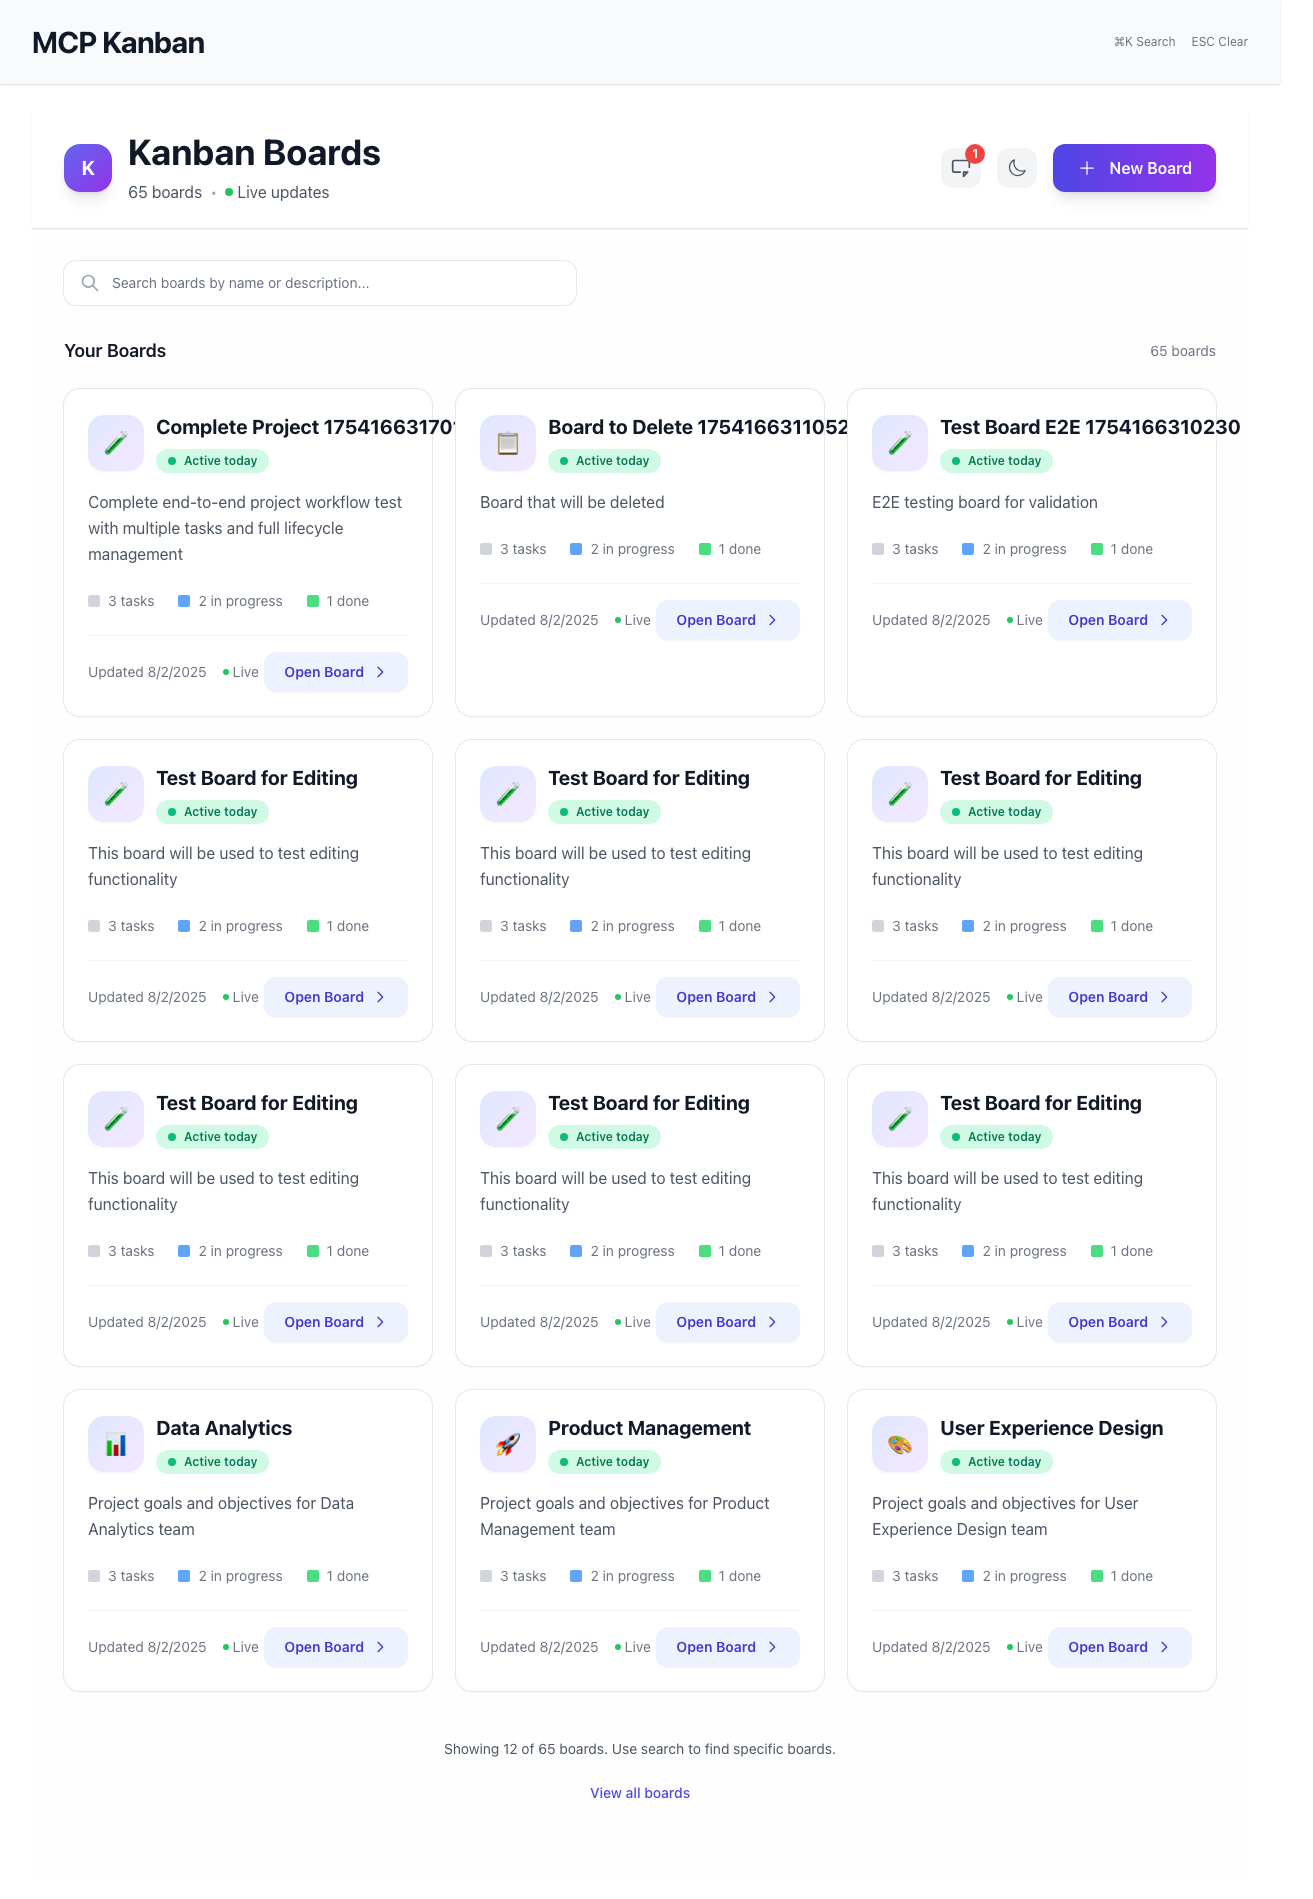 MCP Kanban
⌘K Search ESC Clear
K
Kanban Boards
65 boards • Live updates
1
New Board
Search boards by name or description...
Your Boards
65 boards
Complete Project 175416631701
Active today
Complete end-to-end project workflow test
with multiple tasks and full lifecycle
management
3 tasks 2 in progress 1 done
Updated 8/2/2025 Live Open Board
Board to Delete 1754166311052
Active today
Board that will be deleted
3 tasks 2 in progress 1 done
Updated 8/2/2025 Live Open Board
Test Board E2E 1754166310230
Active today
E2E testing board for validation
3 tasks 2 in progress 1 done
Updated 8/2/2025 Live Open Board
Test Board for Editing
Active today
This board will be used to test editing
functionality
3 tasks 2 in progress 1 done
Updated 8/2/2025 Live Open Board
Test Board for Editing
Active today
This board will be used to test editing
functionality
3 tasks 2 in progress 1 done
Updated 8/2/2025 Live Open Board
Test Board for Editing
Active today
This board will be used to test editing
functionality
3 tasks 2 in progress 1 done
Updated 8/2/2025 Live Open Board
Test Board for Editing
Active today
This board will be used to test editing
functionality
3 tasks 2 in progress 1 done
Updated 8/2/2025 Live Open Board
Test Board for Editing
Active today
This board will be used to test editing
functionality
3 tasks 2 in progress 1 done
Updated 8/2/2025 Live Open Board
Test Board for Editing
Active today
This board will be used to test editing
functionality
3 tasks 2 in progress 1 done
Updated 8/2/2025 Live Open Board
Data Analytics
Active today
Project goals and objectives for Data
Analytics team
3 tasks 2 in progress 1 done
Updated 8/2/2025 Live Open Board
Product Management
Active today
Project goals and objectives for Product
Management team
3 tasks 2 in progress 1 done
Updated 8/2/2025 Live Open Board
User Experience Design
Active today
Project goals and objectives for User
Experience Design team
3 tasks 2 in progress 1 done
Updated 8/2/2025 Live Open Board
Showing 12 of 65 boards. Use search to find specific boards.
View all boards